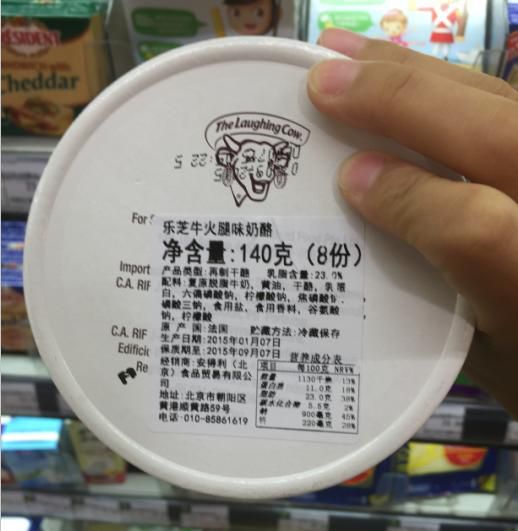 PRÉSIDENT
Cheddar
The Laughing Cow
For
Import
C.A. RIF
C.A. RIF
Edific
Re
乐芝牛火腿味奶酪
净含量:140克（8份）
产品类型:再制干酪 乳脂含量:23.0%
配料:复原脱脂牛奶，黄油，干酪，乳蛋
白，六偏磷酸钠，柠檬酸钠，焦磷酸钠，
磷酸三钠，食用盐，食用香料，谷氨酸
钠，柠檬酸
原产国:法国 贮藏方法:冷藏保存
生产日期:2015年01月07日
保质期至:2015年09月07日
经销商:安得利（北
京）食品贸易有限公
司
地址:北京市朝阳区
黄港顺黄路59号
电话:010-85861619
营养成分表
项目 每100克 NRV%
能量 1130千焦 13%
蛋白质 11.0克 18%
脂肪 23.0克 38%
碳水化合物 5.5克 2%
钠 900毫克 45%
钙 220毫克 28%